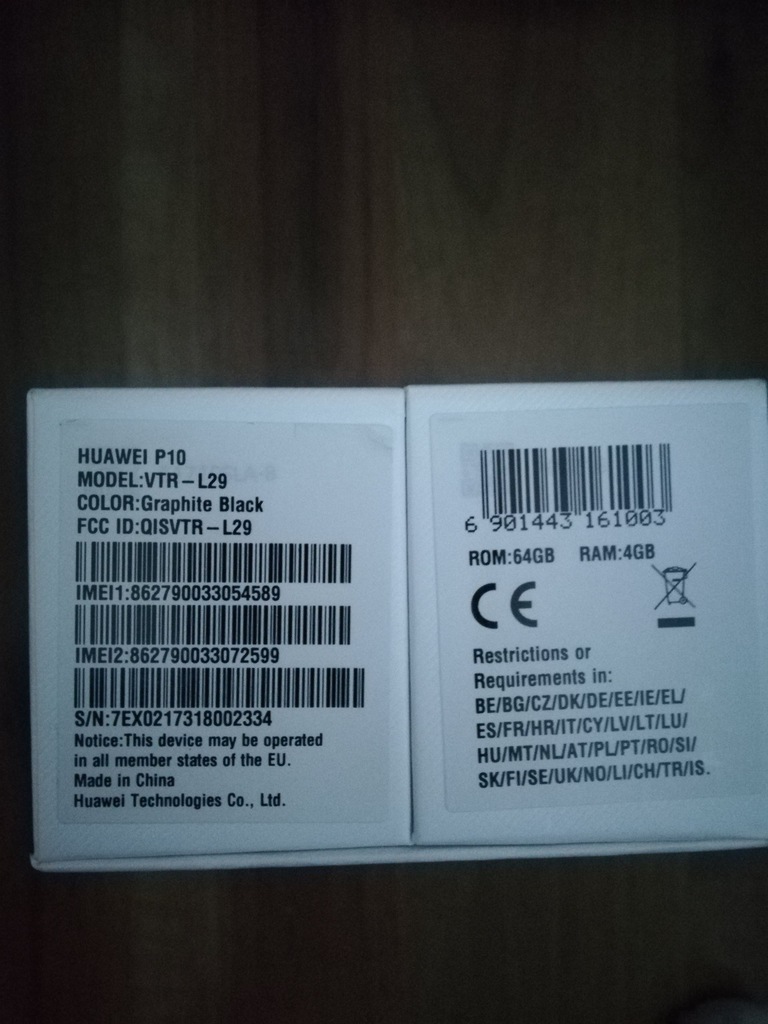 HUAWEI P10
MODEL:VTR-L29
COLOR:Graphite Black
FCC ID:QISVTR-L29
IMEI1:862790033054589
IMEI2:862790033072599
S/N:7EX0217318002334
Notice:This device may be operated
in all member states of the EU.
Made in China
Huawei Technologies Co., Ltd.
6 901443 161003
ROM:64GB RAM:4GB
CE
Restrictions or
Requirements in:
BE/BG/CZ/DK/DE/EE/IE/EL/
ES/FR/HR/IT/CY/LV/LT/LU/
HU/MT/NL/AT/PL/PT/RO/SI/
SK/FI/SE/UK/NO/LI/CH/TR/IS.